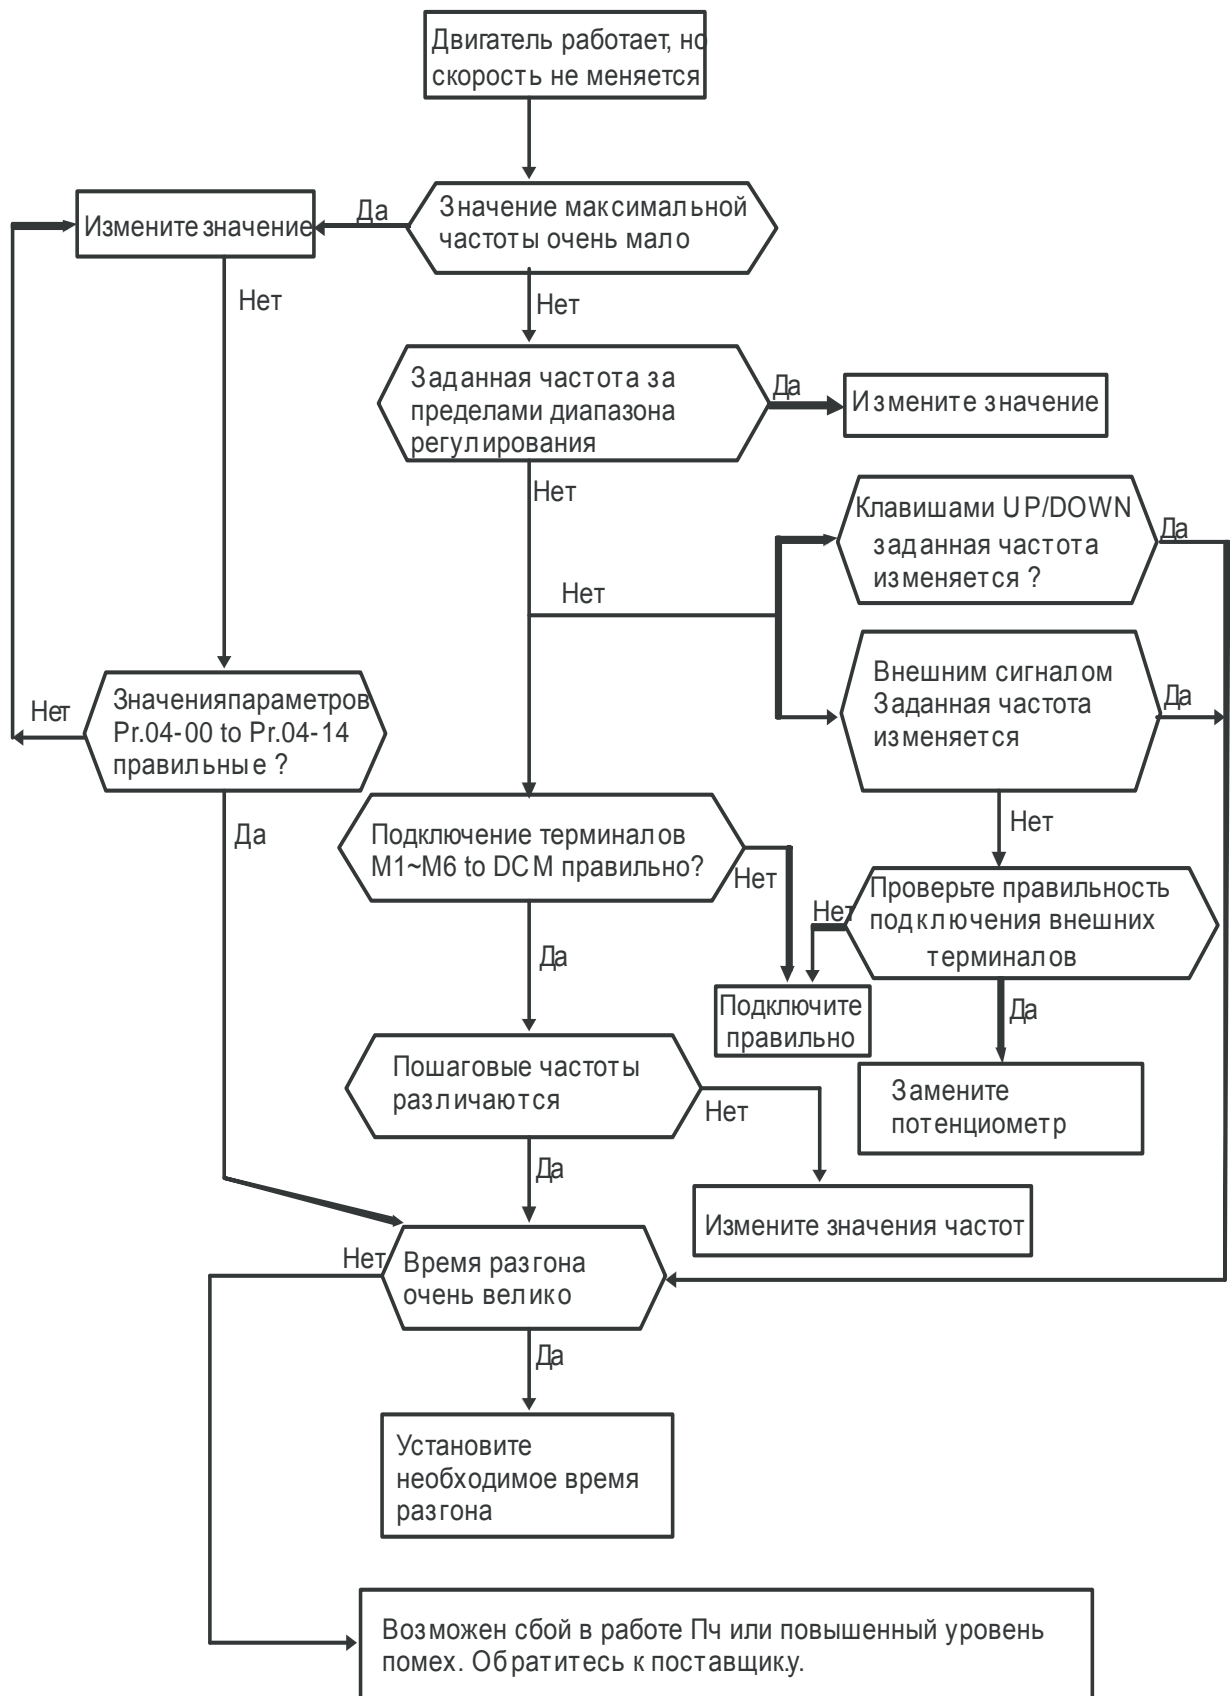 Двигатель работает, но
скорость не меняется
Значение максимальной
частоты очень мало
Да
Измените значение
Нет
Нет
Заданная частота за
пределами диапазона
регулирования
Да
Измените значение
Нет
Клавишами UP/DOWN
заданная частота
изменяется ?
Да
Нет
Внешним сигналом
Заданная частота
изменяется
Да
Значенияпараметров
Pr.04-00 to Pr.04-14
правильные ?
Нет
Да
Нет
Подключение терминалов
M1~M6 to DCM правильно?
Нет
Проверьте правильность
подключения внешних
терминалов
Нет
Да
Подключите
правильно
Да
Замените
потенциометр
Пошаговые частоты
различаются
Нет
Да
Измените значения частот
Нет
Время разгона
очень велико
Да
Установите
необходимое время
разгона
Возможен сбой в работе Пч или повышенный уровень
помех. Обратитесь к поставщику.